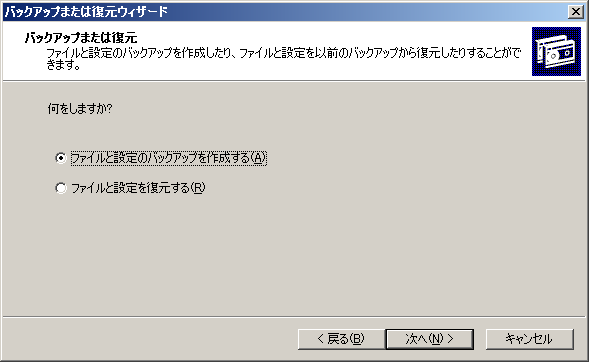 バックアップまたは復元ウィザード
バックアップまたは復元
ファイルと設定のバックアップを作成したり、ファイルと設定を以前のバックアップから復元したりすることがで
きます。
何をしますか?
ファイルと設定のバックアップを作成する(A)
ファイルと設定を復元する(R)
< 戻る(B) 次へ(N) > キャンセル